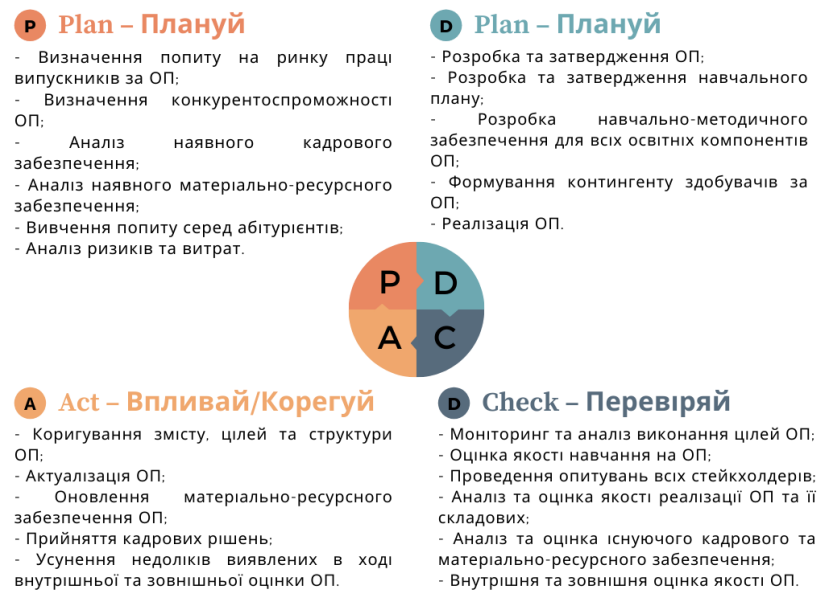 P Plan – Плануй
- Визначення попиту на ринку праці
випускників за ОП;
- Визначення конкурентоспроможності
ОП;
- Аналіз наявного кадрового
забезпечення;
- Аналіз наявного матеріально-ресурсного
забезпечення;
- Вивчення попиту серед абітурієнтів;
- Аналіз ризиків та витрат.
D Plan – Плануй
- Розробка та затвердження ОП;
- Розробка та затвердження навчального
плану;
- Розробка навчально-методичного
забезпечення для всіх освітніх компонентів
ОП;
- Формування контингенту здобувачів за
ОП;
- Реалізація ОП.
P D
A C
A Act – Впливай/Корегуй
- Коригування змісту, цілей та структури
ОП;
- Актуалізація ОП;
- Оновлення матеріально-ресурсного
забезпечення ОП;
- Прийняття кадрових рішень;
- Усунення недоліків виявлених в ході
внутрішньої та зовнішньої оцінки ОП.
D Check – Перевіряй
- Моніторинг та аналіз виконання цілей ОП;
- Оцінка якості навчання на ОП;
- Проведення опитувань всіх стейкхолдерів;
- Аналіз та оцінка якості реалізації ОП та її
складових;
- Аналіз та оцінка існуючого кадрового та
матеріально-ресурсного забезпечення;
- Внутрішня та зовнішня оцінка якості ОП.